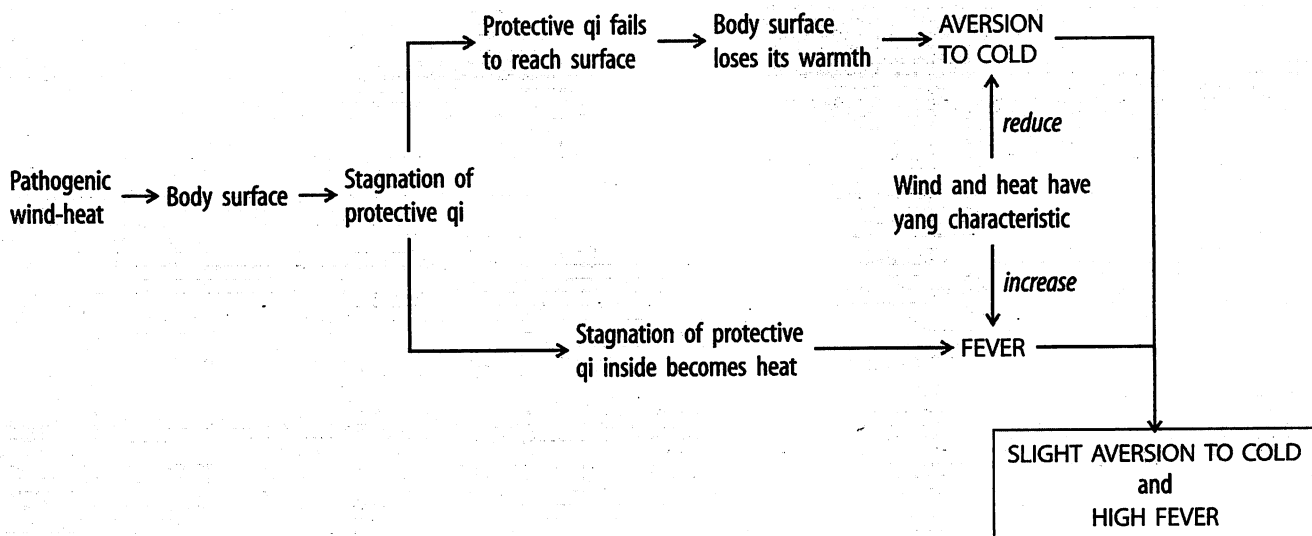 Protective qi fails
to reach surface
Body surface
loses its warmth
AVERSION
TO COLD
reduce
Pathogenic
wind-heat
Body surface
Stagnation of
protective qi
Wind and heat have
yang characteristic
increase
Stagnation of protective
qi inside becomes heat
FEVER
SLIGHT AVERSION TO COLD
and
HIGH FEVER